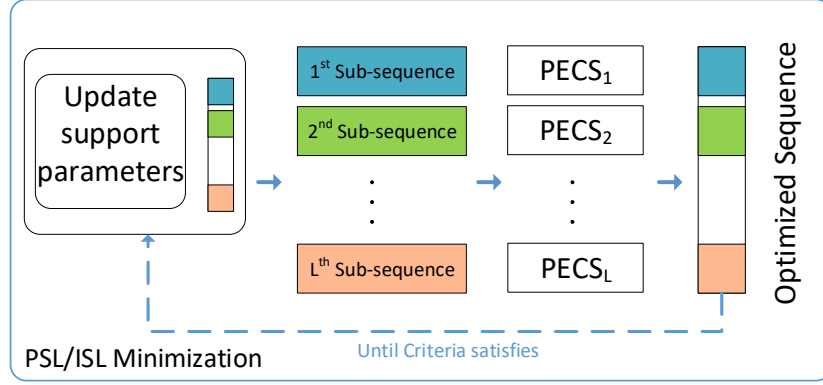 Update
support
parameters
1st Sub-sequence
2nd Sub-sequence
Lth Sub-sequence
PECS1
PECS2
PECSL
Optimized Sequence
Until Criteria satisfies
PSL/ISL Minimization